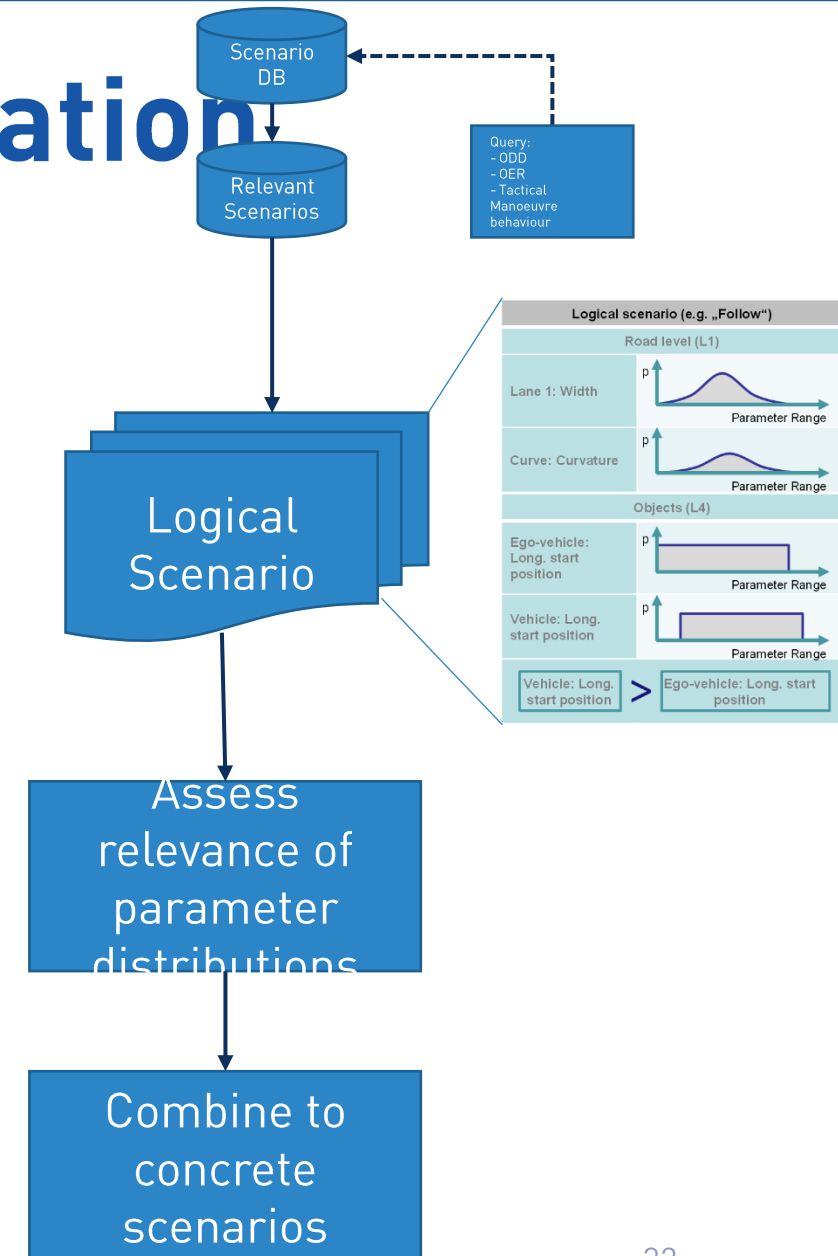 Scenario
DB
ation
Relevant
Scenarios
Query:
- ODD
- OER
- Tactical
Manoeuvre
behaviour
Logical scenario (e.g. „Follow“)
Road level (L1)
Lane 1: Width
p
Parameter Range
Curve: Curvature
p
Parameter Range
Objects (L4)
Ego-vehicle:
Long. start
position
p
Parameter Range
Vehicle: Long.
start position
p
Parameter Range
Vehicle: Long.
start position
>
Ego-vehicle: Long. start
position
Logical
Scenario
Assess
relevance of
parameter
distributions
Combine to
concrete
scenarios